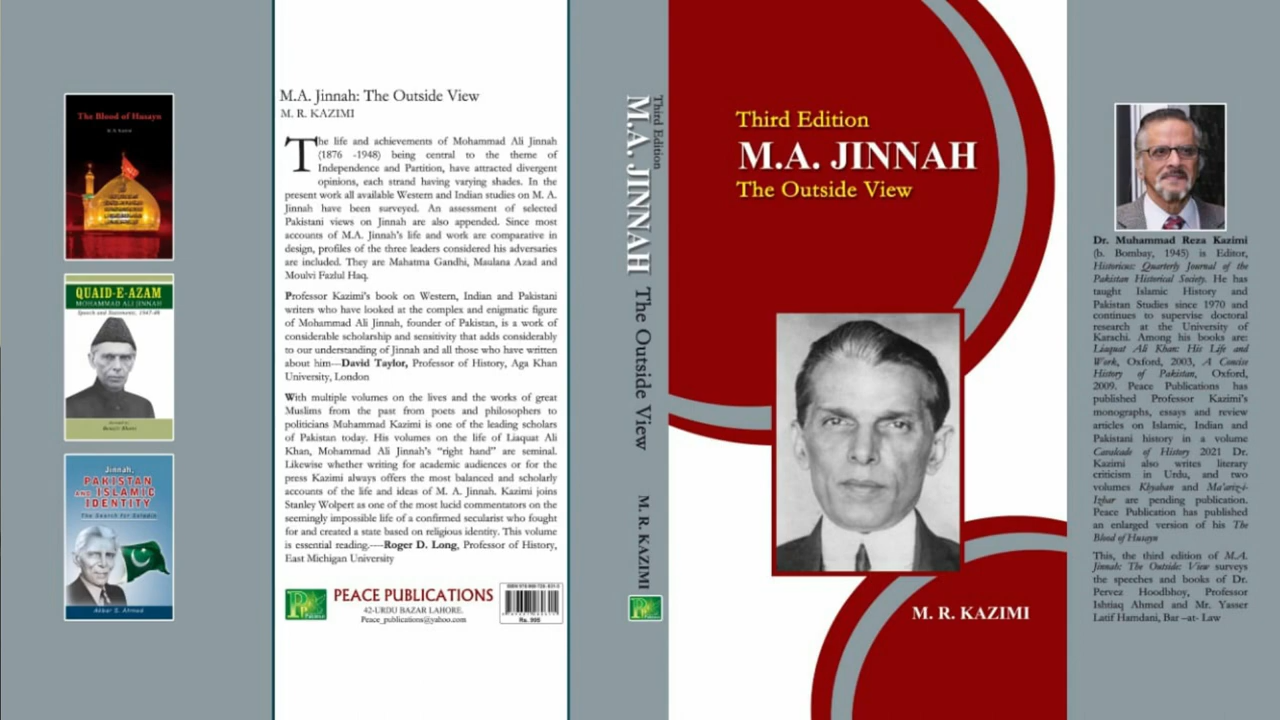 The Blood of Husayn
QUAID-E-AZAM
MOHAMMAD ALI JINNAH
Speech and Statements, 1947-48
Jinnah,
PAKISTAN
AND ISLAMIC
IDENTITY
The Search for Saladin
Akbar S. Ahmed
M.A. Jinnah: The Outside View
M. R. KAZIMI
The life and achievements of Mohammad Ali Jinnah
(1876 -1948) being central to the theme of
Independence and Partition, have attracted divergent
opinions, each strand having varying shades. In the
present work all available Western and Indian studies on M. A.
Jinnah have been surveyed. An assessment of selected
Pakistani views on Jinnah are also appended. Since most
accounts of M.A. Jinnah's life and work are comparative in
design, profiles of the three leaders considered his adversaries
are included. They are Mahatma Gandhi, Maulana Azad and
Moulvi Fazlul Haq.
Professor Kazimi's book on Western, Indian and Pakistani
writers who have looked at the complex and enigmatic figure
of Mohammad Ali Jinnah, founder of Pakistan, is a work of
considerable scholarship and sensitivity that adds considerably
to our understanding of Jinnah and all those who have written
about him---David Taylor, Professor of History, Aga Khan
University, London
With multiple volumes on the lives and the works of great
Muslims from the past from poets and philosophers to
politicians Muhammad Kazimi is one of the leading scholars
of Pakistan today. His volumes on the life of Liaquat Ali
Khan, Mohammad Ali Jinnah's "right hand" are seminal.
Likewise whether writing for academic audiences or for the
press Kazimi always offers the most balanced and scholarly
accounts of the life and ideas of M. A. Jinnah. Kazimi joins
Stanley Wolpert as one of the most lucid commentators on the
seemingly impossible life of a confirmed secularist who fought
for and created a state based on religious identity. This volume
is essential reading.----Roger D. Long, Professor of History,
East Michigan University
PEACE PUBLICATIONS
42-URDU BAZAR LAHORE.
Peace_publications@yahoo.com
Third Edition
M.A. JINNAH The Outside View M. R. KAZIMI
Third Edition
M.A. JINNAH
The Outside View
M. R. KAZIMI
Dr. Muhammad Reza Kazimi
(b. Bombay, 1945) is Editor,
Historicus: Quarterly Journal of the
Pakistan Historical Society. He has
taught Islamic History and
Pakistan Studies since 1970 and
continues to supervise doctoral
research at the University of
Karachi. Among his books are:
Liaquat Ali Khan: His Life and
Work, Oxford, 2003, A Concise
History of Pakistan, Oxford,
2009. Peace Publications has
published Professor Kazimi's
monographs, essays and review
articles on Islamic, Indian and
Pakistani history in a volume
Cavalcade of History 2021 Dr.
Kazimi also writes literary
criticism in Urdu, and two
volumes Khyaban and Ma'ariz-i-
Izhar are pending publication.
Peace Publication has published
an enlarged version of his The
Blood of Husayn
This, the third edition of M.A.
Jinnah: The Outside: View surveys
the speeches and books of Dr.
Pervez Hoodbhoy, Professor
Ishtiaq Ahmed and Mr. Yasser
Latif Hamdani, Bar –at- Law